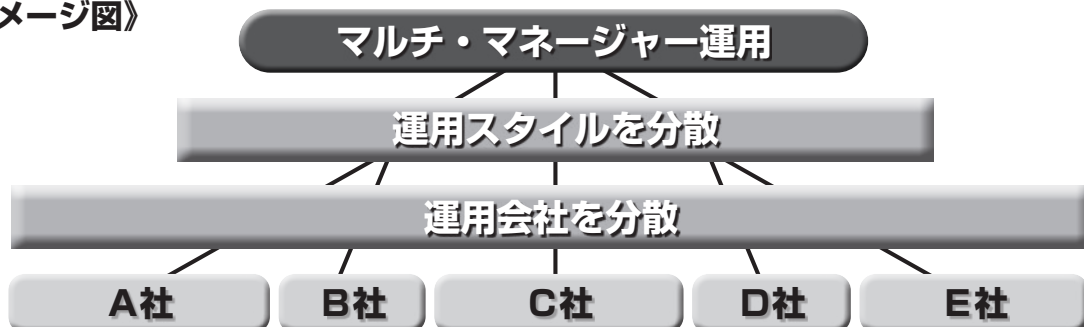 メージ図》
マルチ・マネージャー運用
運用スタイルを分散
運用会社を分散
A社 B社 C社 D社 E社